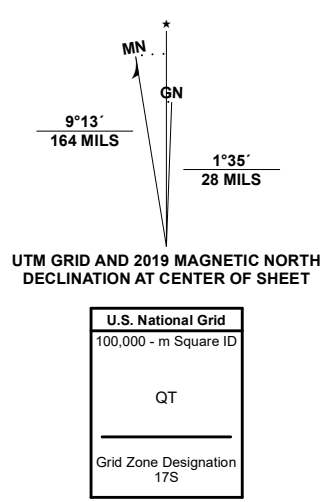 ★
MN
GN
9°13´
164 MILS
1°35´
28 MILS
UTM GRID AND 2019 MAGNETIC NORTH
DECLINATION AT CENTER OF SHEET
U.S. National Grid
100,000 - m Square ID
QT
Grid Zone Designation
17S